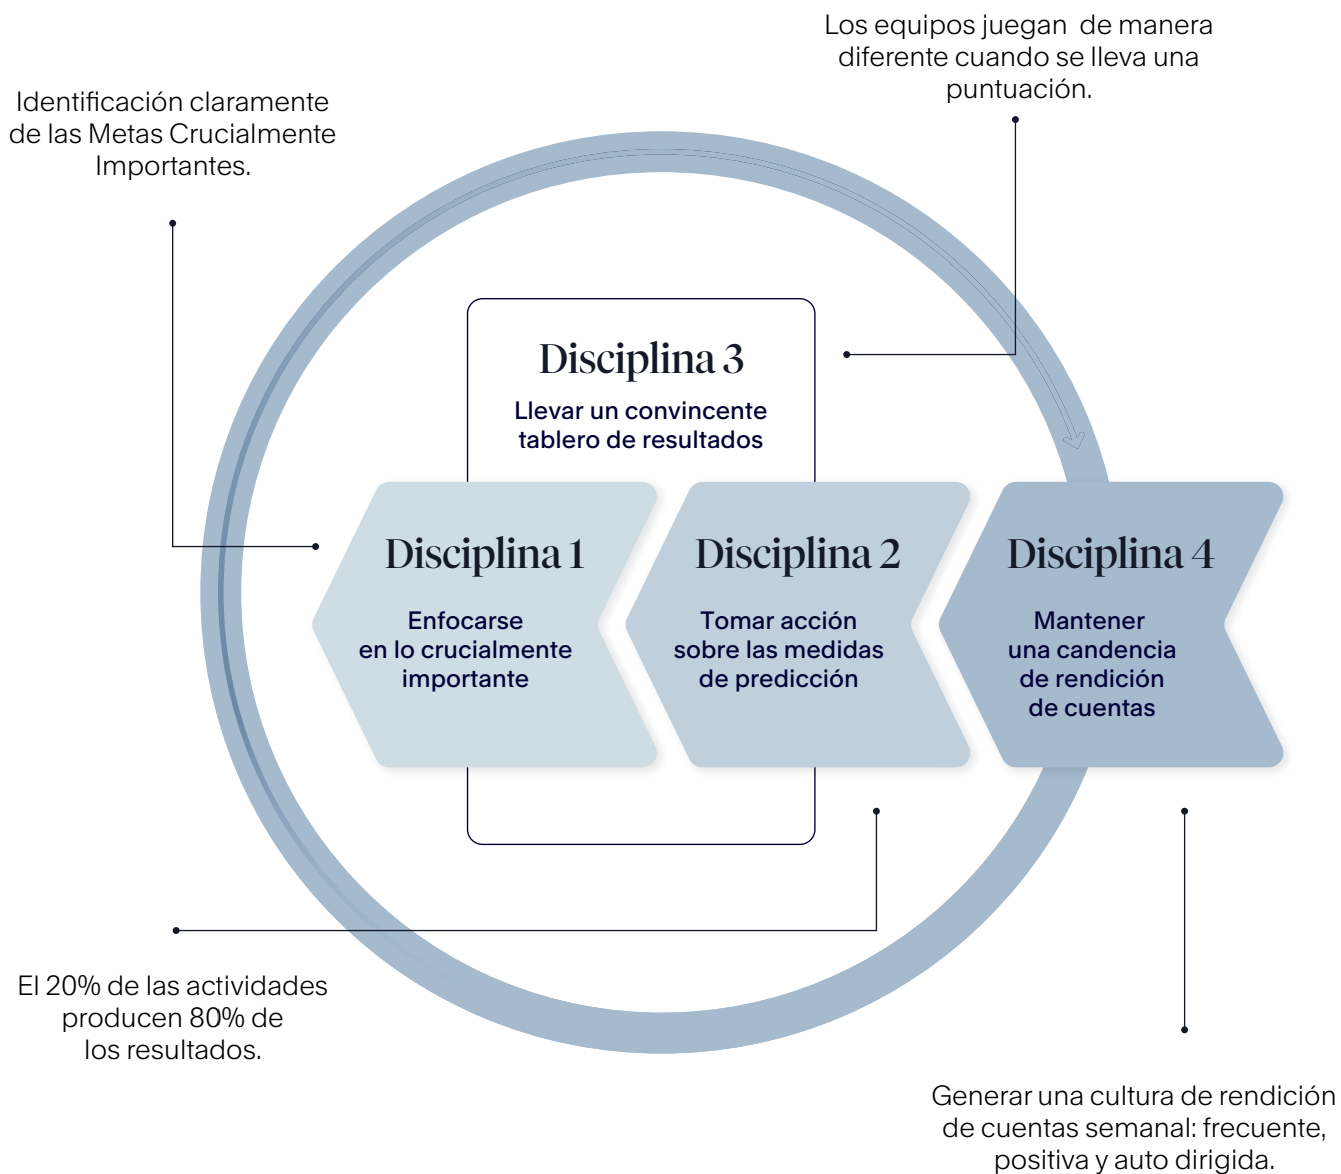 Los equipos juegan de manera
diferente cuando se lleva una
puntuación.
Identificación claramente
de las Metas Crucialmente
Importantes.
Disciplina 3
Llevar un convincente
tablero de resultados
Disciplina 1
Enfocarse
en lo crucialmente
importante
Disciplina 2
Tomar acción
sobre las medidas
de predicción
Disciplina 4
Mantener
una candencia
de rendición
de cuentas
El 20% de las actividades
producen 80% de
los resultados.
Generar una cultura de rendición
de cuentas semanal: frecuente,
positiva y auto dirigida.